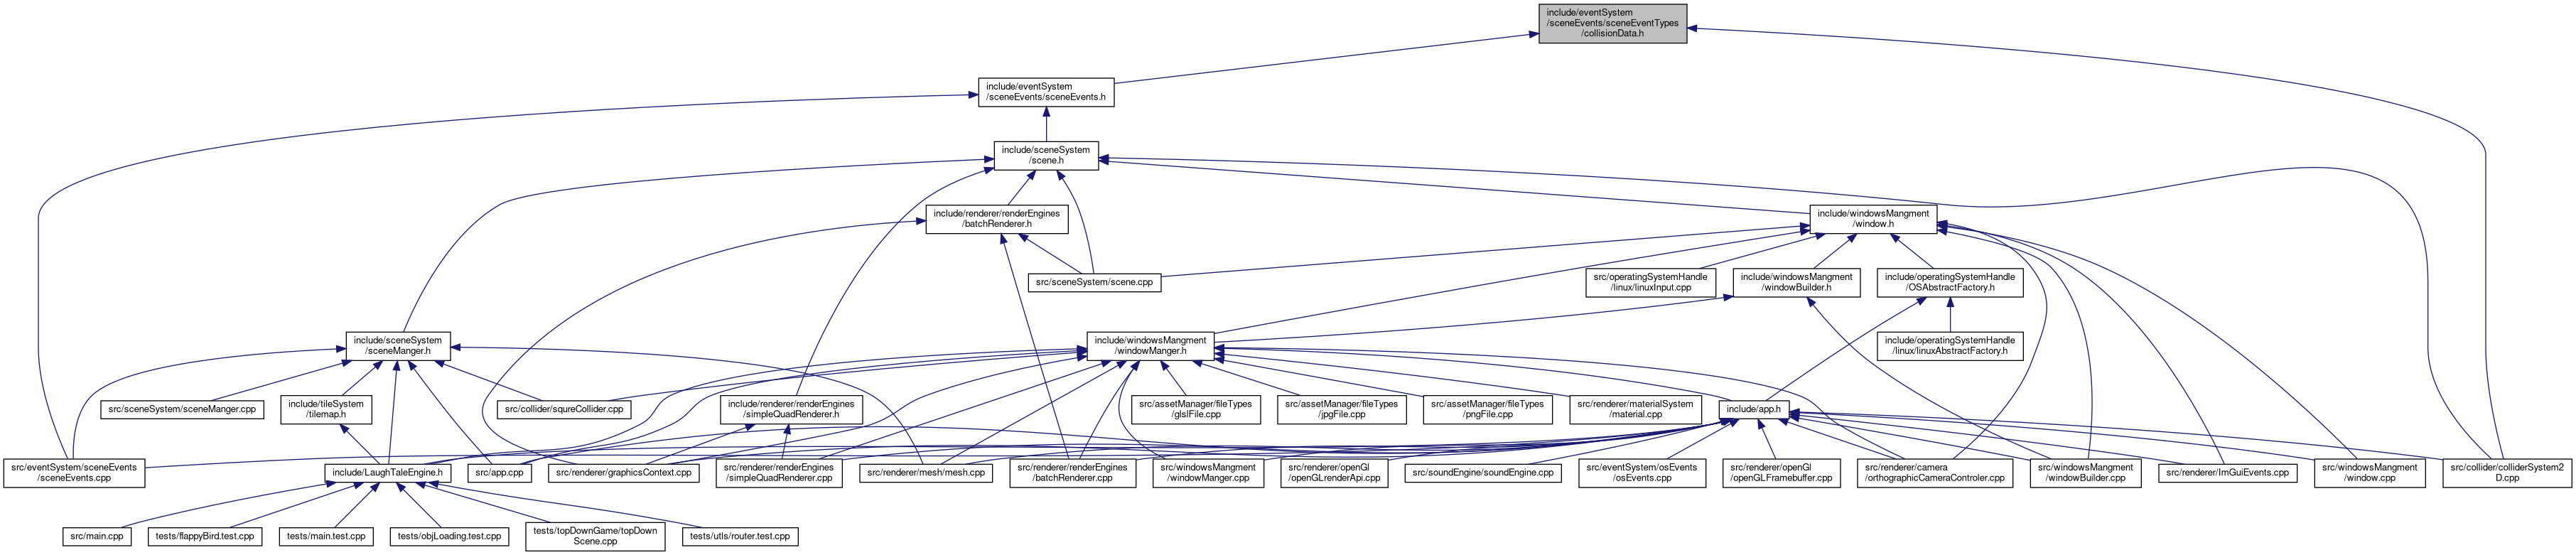 include/eventSystem
/sceneEvents/sceneEventTypes
/collisionData.h
include/eventSystem
/sceneEvents/sceneEvents.h
include/sceneSystem
/scene.h
include/renderer/renderEngines
/batchRenderer.h
include/windowsMangment
/window.h
src/sceneSystem/scene.cpp
src/operatingSystemHandle
/linux/linuxInput.cpp
include/windowsMangment
/windowBuilder.h
include/operatingSystemHandle
/OSAbstractFactory.h
include/sceneSystem
/sceneManger.h
include/windowsMangment
/windowManger.h
include/operatingSystemHandle
/linux/linuxAbstractFactory.h
src/sceneSystem/sceneManger.cpp
include/tileSystem
/tilemap.h
src/collider/squreCollider.cpp
include/renderer/renderEngines
/simpleQuadRenderer.h
src/assetManager/fileTypes
/glslFile.cpp
src/assetManager/fileTypes
/jpgFile.cpp
src/assetManager/fileTypes
/pngFile.cpp
src/renderer/materialSystem
/material.cpp
include/app.h
src/eventSystem/sceneEvents
/sceneEvents.cpp
include/LaughTaleEngine.h
src/app.cpp
src/renderer/graphicsContext.cpp
src/renderer/renderEngines
/simpleQuadRenderer.cpp
src/renderer/mesh/mesh.cpp
src/renderer/renderEngines
/batchRenderer.cpp
src/windowsMangment
/windowManger.cpp
src/renderer/openGl
/openGLrenderApi.cpp
src/soundEngine/soundEngine.cpp
src/eventSystem/osEvents
/osEvents.cpp
src/renderer/openGl
/openGLFramebuffer.cpp
src/renderer/camera
/orthographicCameraControler.cpp
src/windowsMangment
/windowBuilder.cpp
src/renderer/ImGuiEvents.cpp
src/windowsMangment
/window.cpp
src/collider/colliderSystem2
D.cpp
src/main.cpp
tests/flappyBird.test.cpp
tests/main.test.cpp
tests/objLoading.test.cpp
tests/topDownGame/topDown
Scene.cpp
tests/utls/router.test.cpp